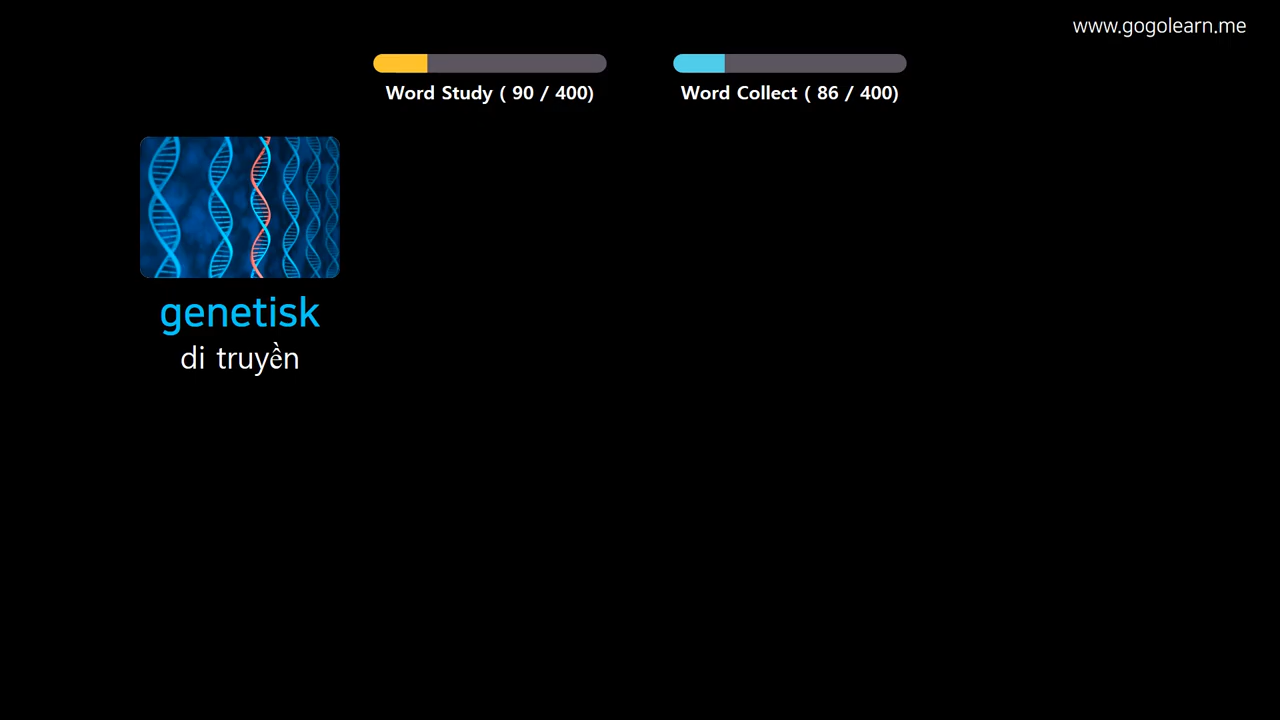 www.gogolearn.me
Word Study ( 90 / 400)
Word Collect ( 86 / 400)
genetisk
di truyền